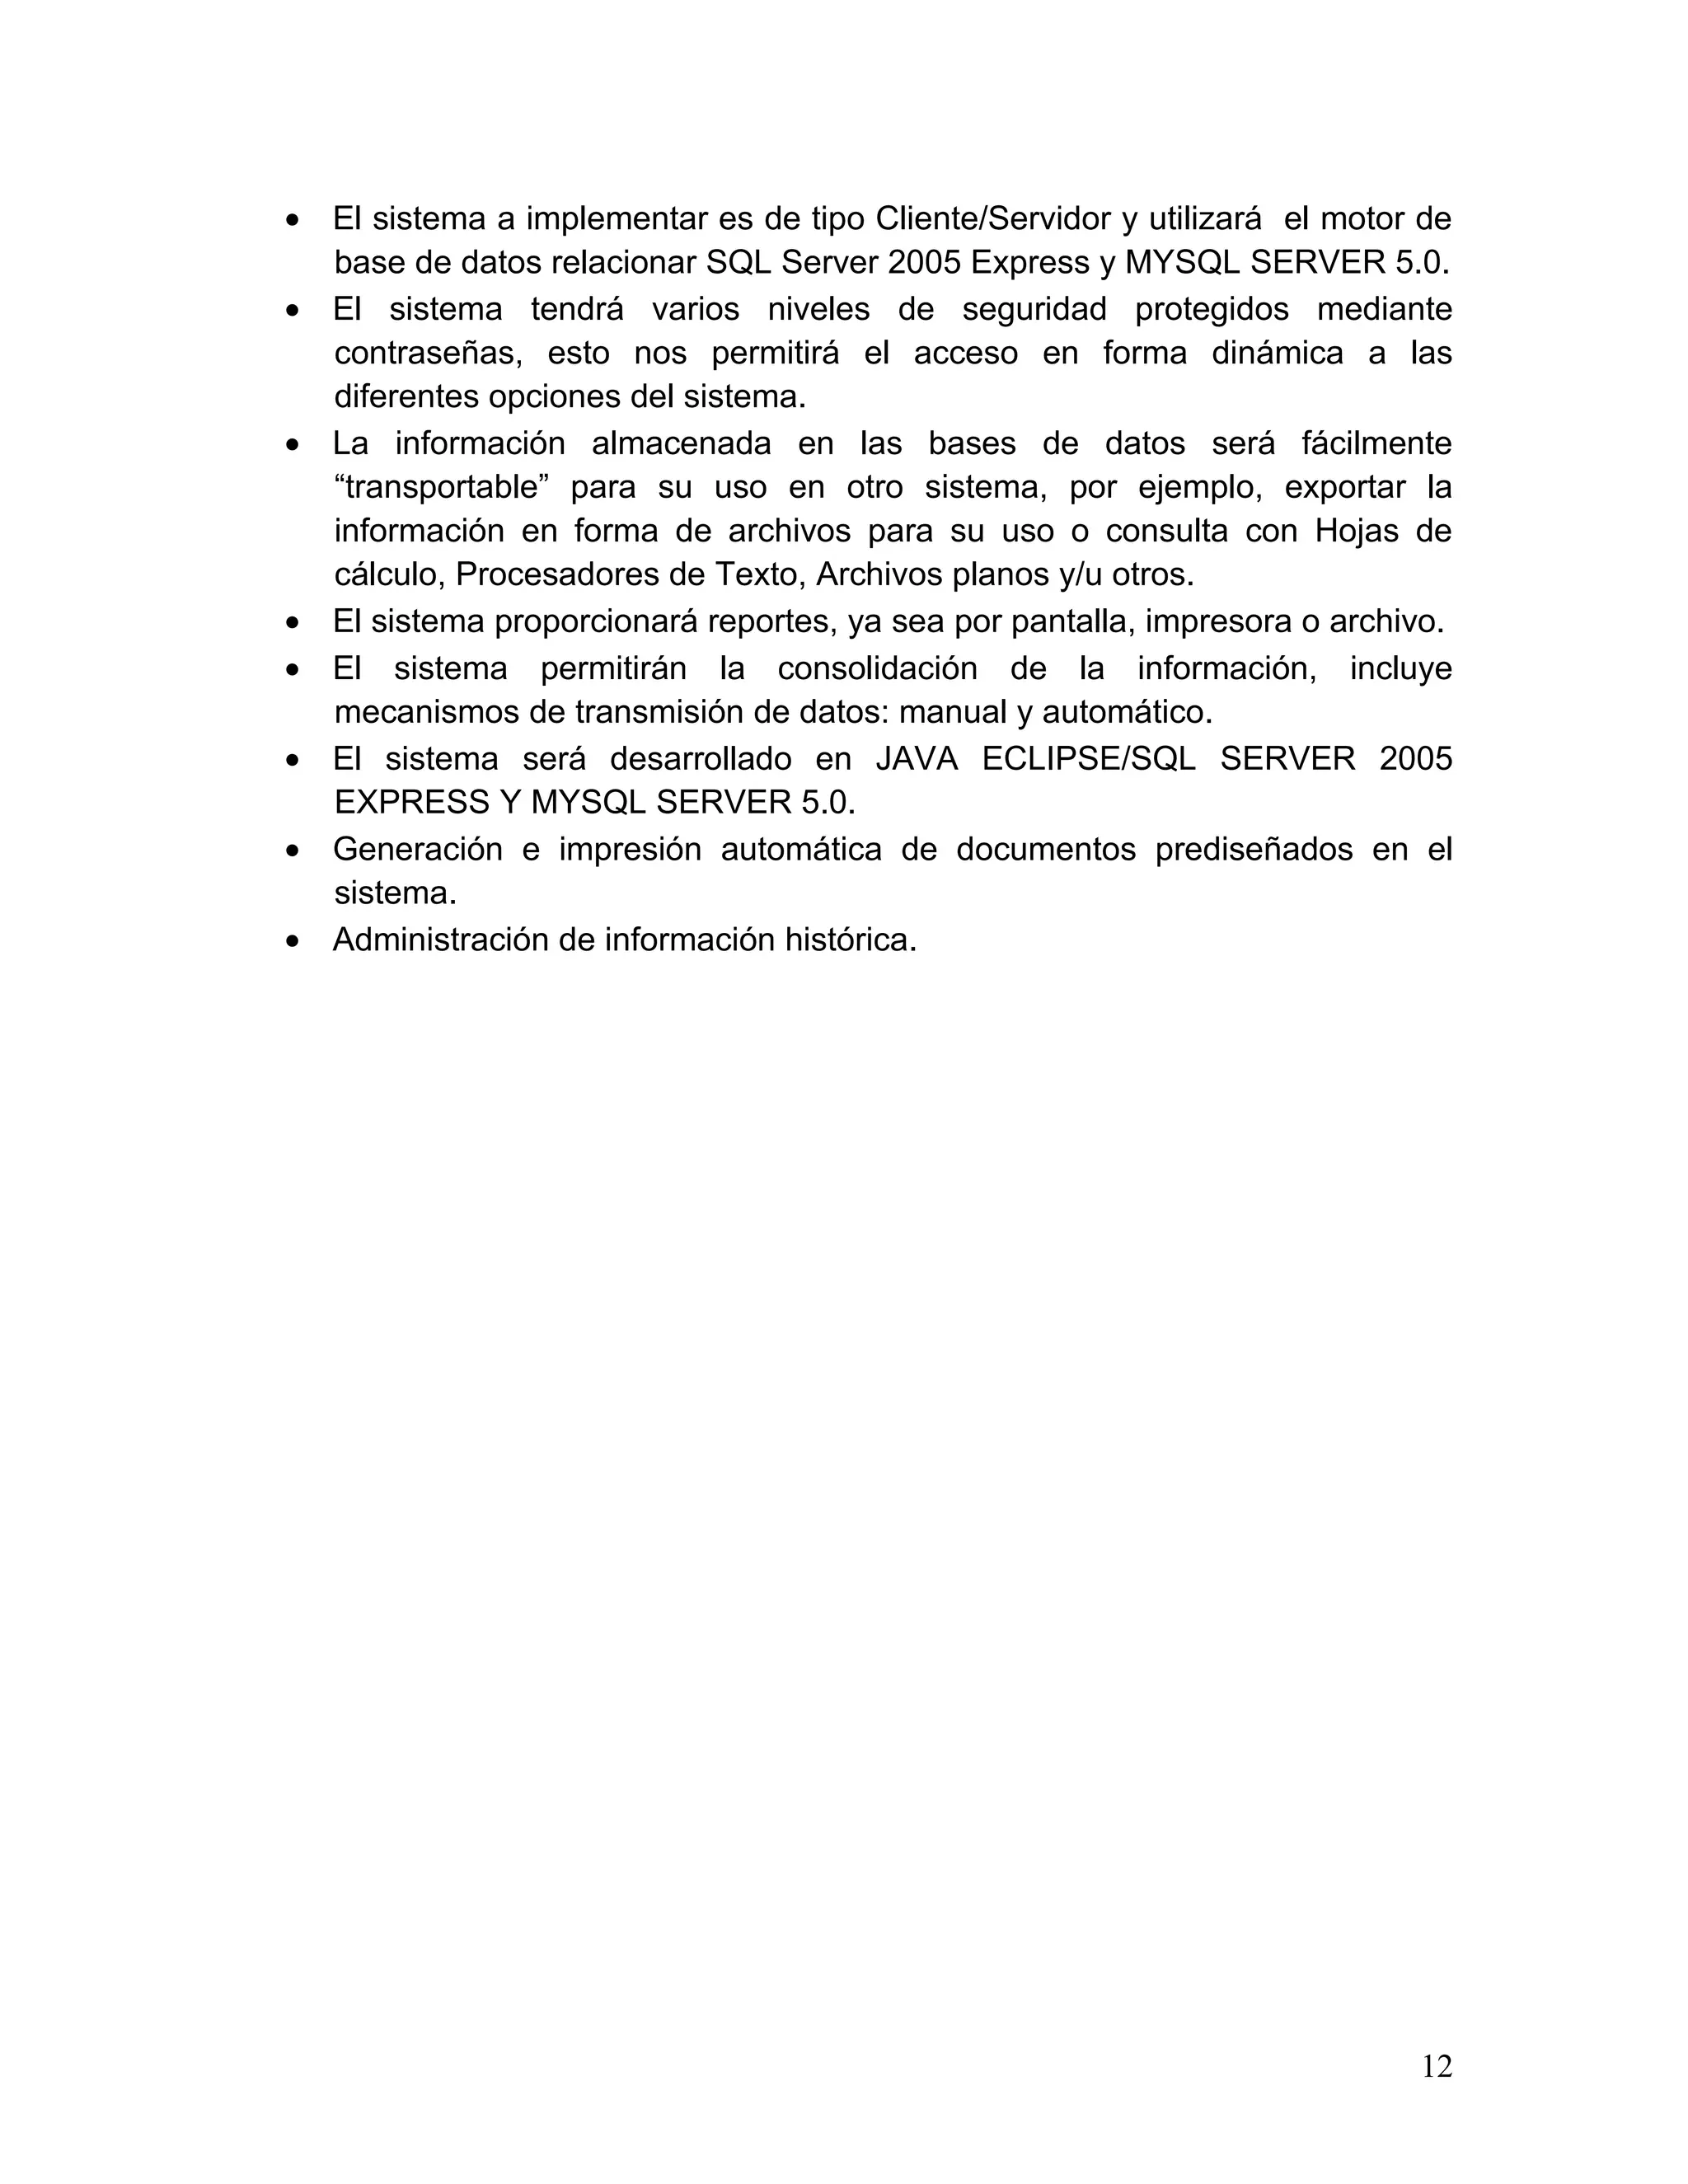 • El sistema a implementar es de tipo Cliente/Servidor y utilizará  el motor de
base de datos relacionar SQL Server 2005 Express y MYSQL SERVER 5.0.
• El sistema tendrá varios niveles de seguridad protegidos mediante
contraseñas, esto nos permitirá el acceso en forma dinámica a las
diferentes opciones del sistema.
• La información almacenada en las bases de datos será fácilmente
“transportable” para su uso en otro sistema, por ejemplo, exportar la
información en forma de archivos para su uso o consulta con Hojas de
cálculo, Procesadores de Texto, Archivos planos y/u otros.
• El sistema proporcionará reportes, ya sea por pantalla, impresora o archivo.
• El sistema permitirán la consolidación de la información, incluye
mecanismos de transmisión de datos: manual y automático.
• El sistema será desarrollado en JAVA ECLIPSE/SQL SERVER 2005
EXPRESS Y MYSQL SERVER 5.0.
• Generación e impresión automática de documentos prediseñados en el
sistema.
• Administración de información histórica.
12